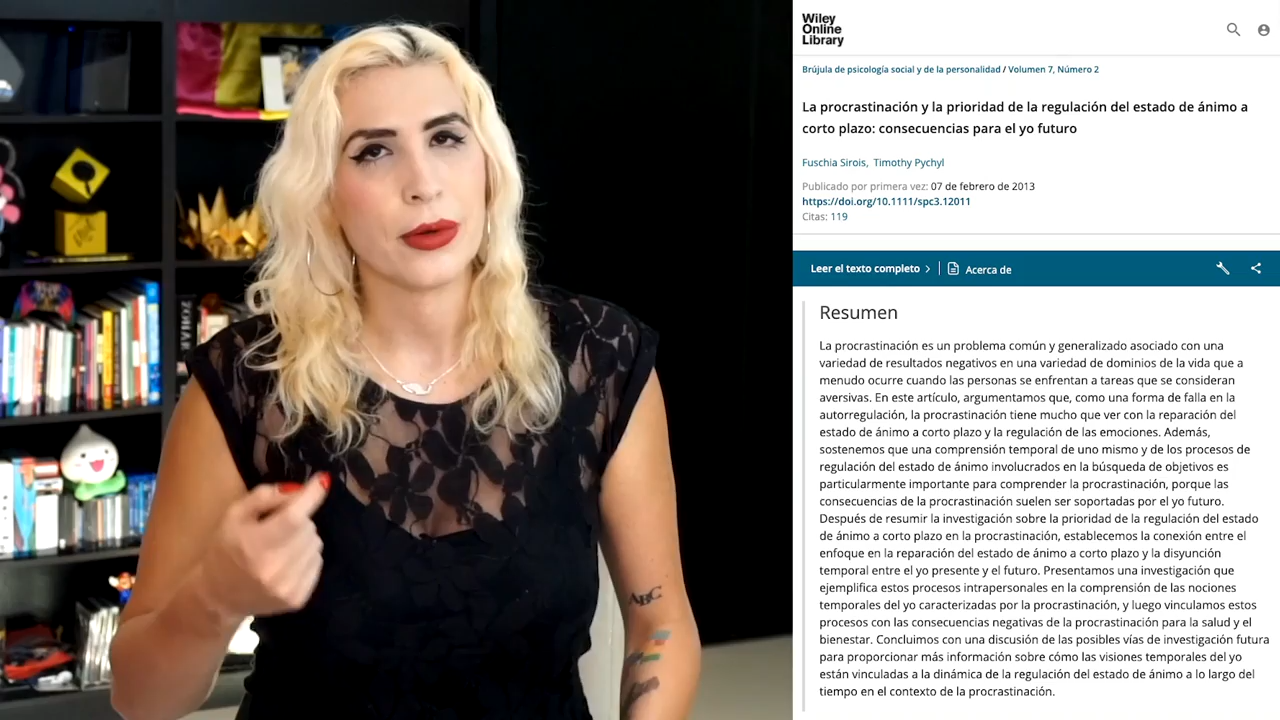 Wiley
Online
Library
Brújula de psicología social y de la personalidad / Volumen 7, Número 2
La procrastinación y la prioridad de la regulación del estado de ánimo a
corto plazo: consecuencias para el yo futuro
Fuschia Sirois, Timothy Pychyl
Publicado por primera vez: 07 de febrero de 2013
https://doi.org/10.1111/spc3.12011
Citas: 119
Leer el texto completo
Acerca de
Resumen
La procrastinación es un problema común y generalizado asociado con una
variedad de resultados negativos en una variedad de dominios de la vida que a
menudo ocurre cuando las personas se enfrentan a tareas que se consideran
aversivas. En este artículo, argumentamos que, como una forma de falla en la
autorregulación, la procrastinación tiene mucho que ver con la reparación del
estado de ánimo a corto plazo y la regulación de las emociones. Además,
sostenemos que una comprensión temporal de uno mismo y de los procesos de
regulación del estado de ánimo involucrados en la búsqueda de objetivos es
particularmente importante para comprender la procrastinación, porque las
consecuencias de la procrastinación suelen ser soportadas por el yo futuro.
Después de resumir la investigación sobre la prioridad de la regulación del estado
de ánimo a corto plazo en la procrastinación, establecemos la conexión entre el
enfoque en la reparación del estado de ánimo a corto plazo y la disyunción
temporal entre el yo presente y el futuro. Presentamos una investigación que
ejemplifica estos procesos intrapersonales en la comprensión de las nociones
temporales del yo caracterizadas por la procrastinación, y luego vinculamos estos
procesos con las consecuencias negativas de la procrastinación para la salud y el
bienestar. Concluimos con una discusión de las posibles vías de investigación futura
para proporcionar más información sobre cómo las visiones temporales del yo
están vinculadas a la dinámica de la regulación del estado de ánimo a lo largo del
tiempo en el contexto de la procrastinación.
ABC